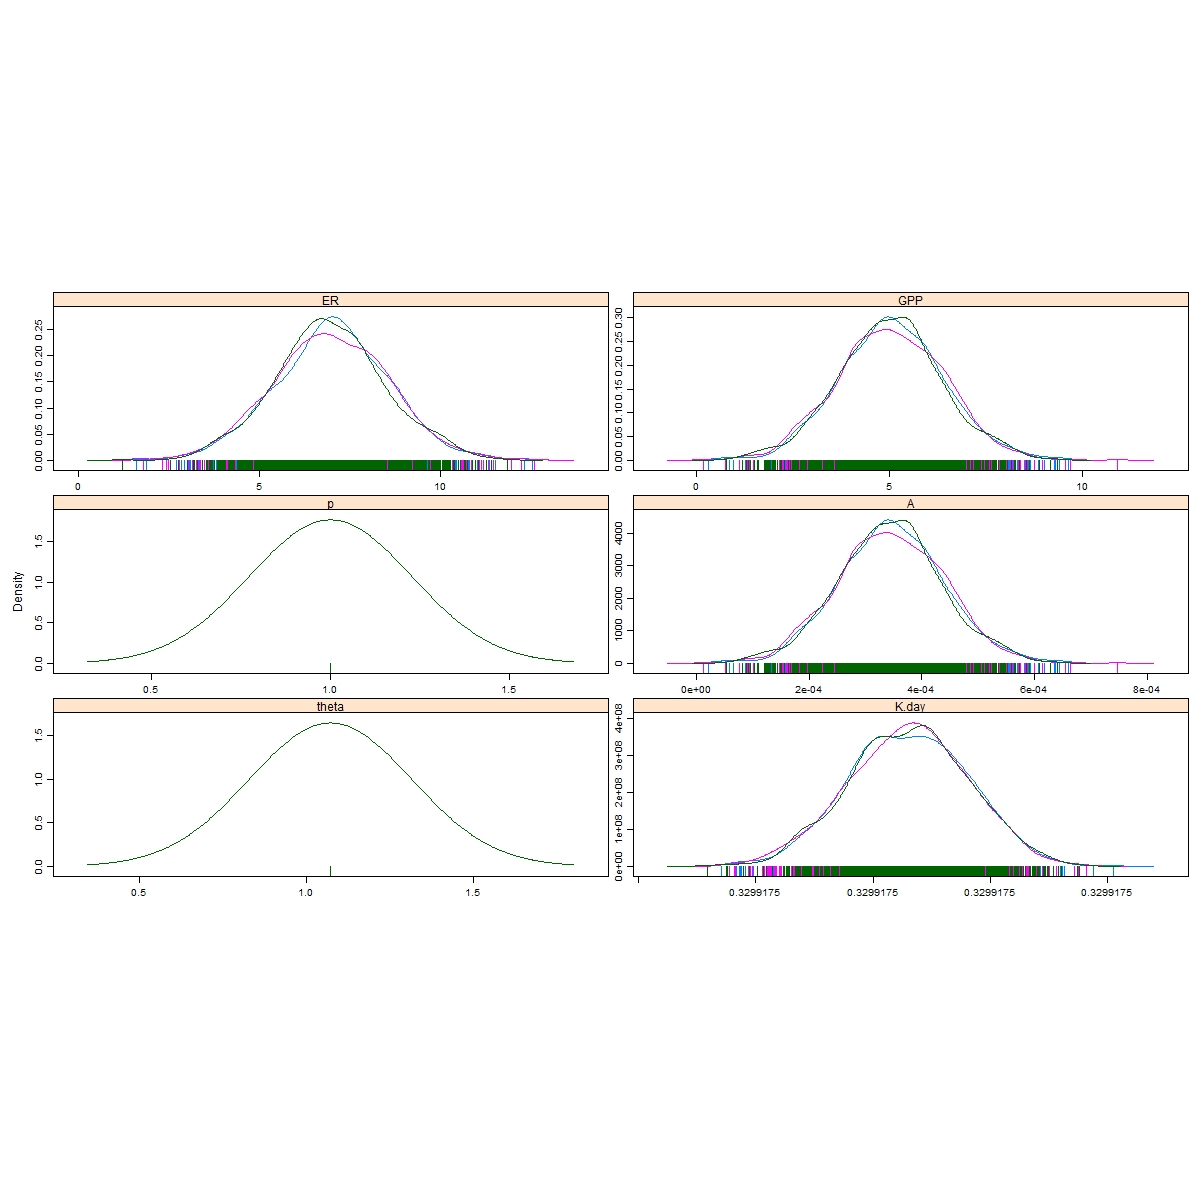 ER
GPP
0.00 0.05 0.10 0.15 0.20 0.25
0.00 0.05 0.10 0.15 0.20 0.25 0.30
0 5 10
0 5 10
p
A
Density
0.0 0.5 1.0 1.5
0 1000 2000 3000 4000
0.5 1.0 1.5
0e+00 2e-04 4e-04 6e-04 8e-04
theta
K.day
0.0 0.5 1.0 1.5
0e+00 1e+08 2e+08 3e+08 4e+08
0.5 1.0 1.5
0.3299175 0.3299175 0.3299175 0.3299175